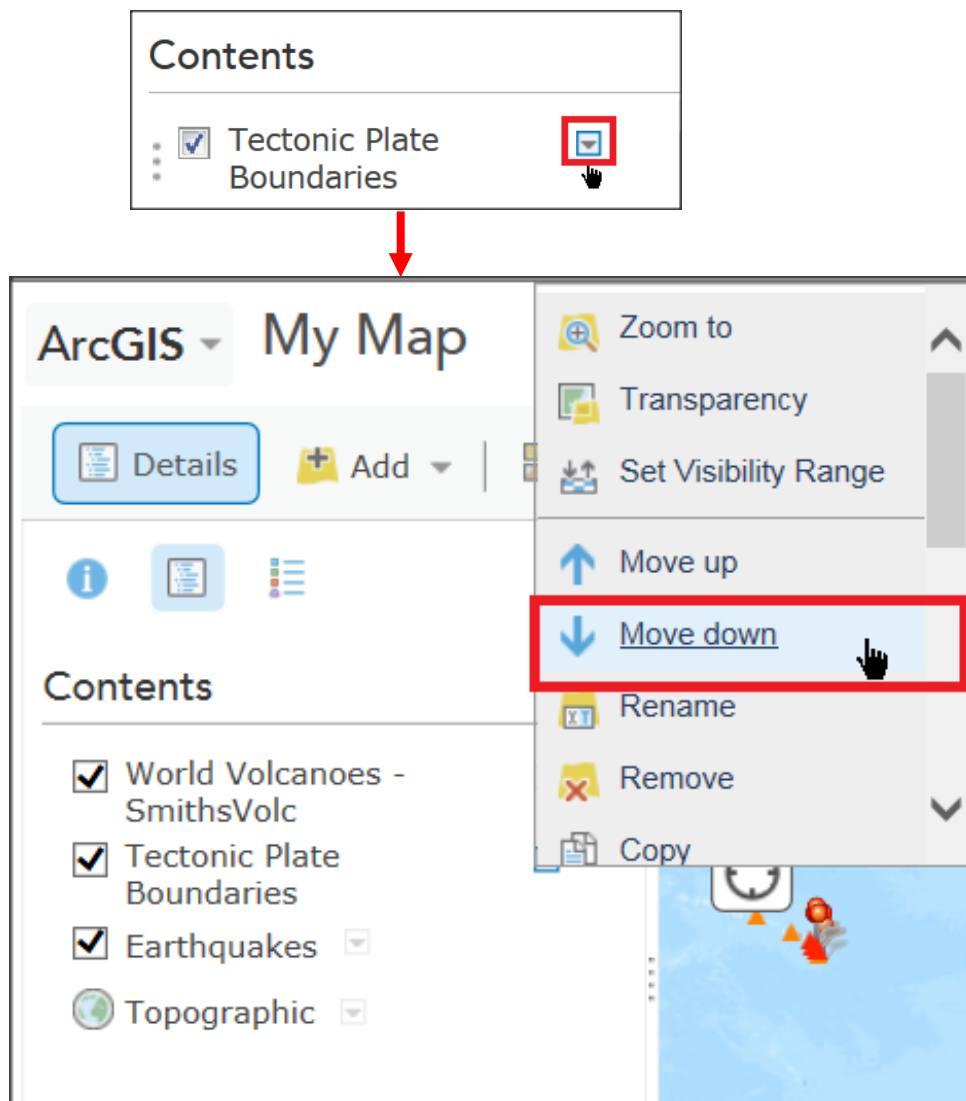 Contents
Tectonic Plate
Boundaries
ArcGIS
My Map
Details
Add
Contents
World Volcanoes -
SmithsVolc
Tectonic Plate
Boundaries
Earthquakes
Topographic
Zoom to
Transparency
Set Visibility Range
Move up
Move down
Rename
Remove
Copy